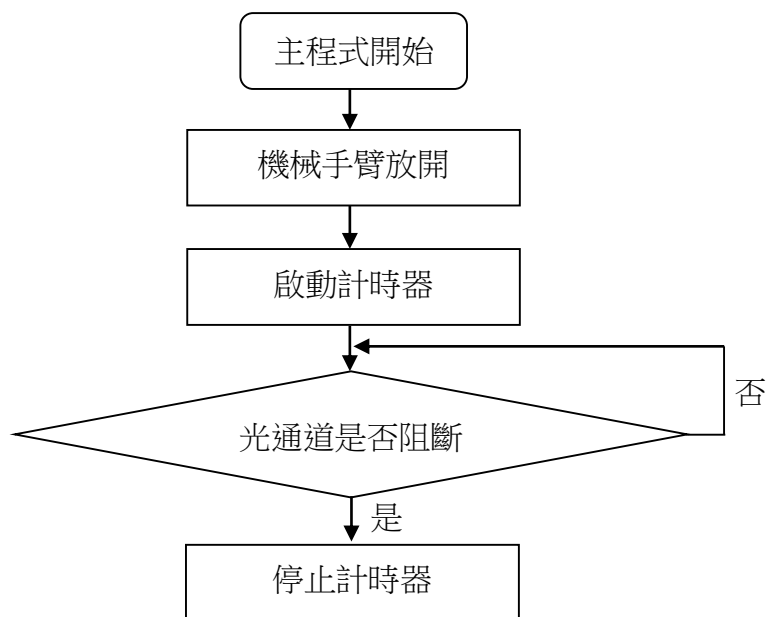 主程式開始
機械手臂放開
啟動計時器
否
光通道是否阻斷
是
停止計時器